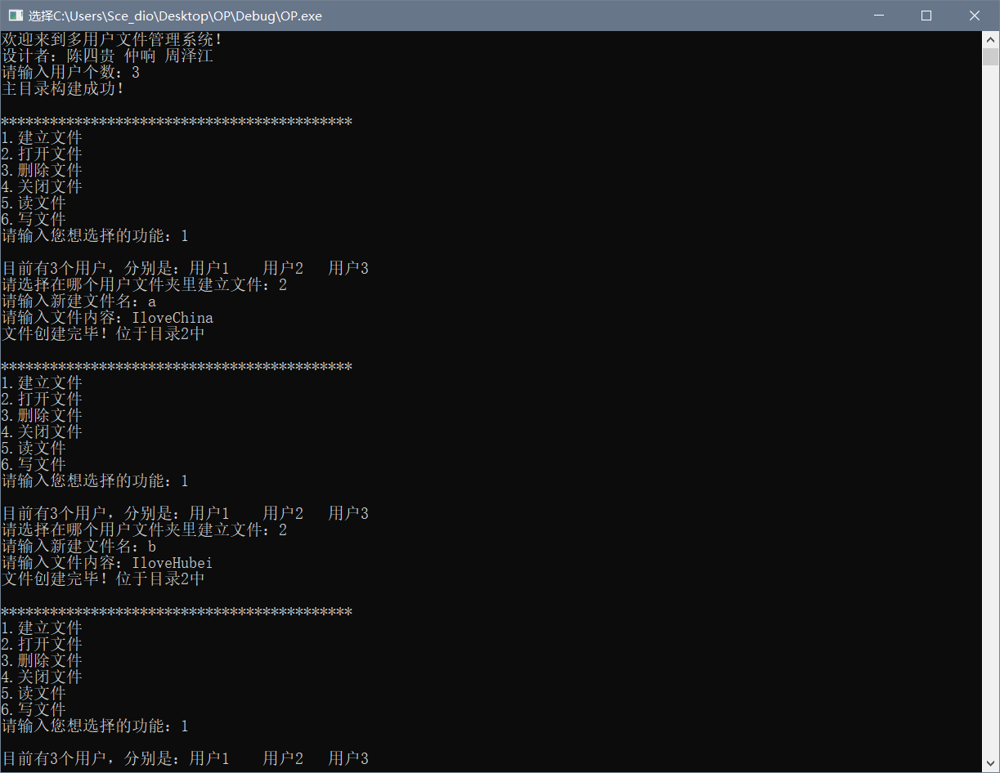 选择C:\Users\Sce_dio\Desktop\OP\Debug\OP.exe
欢迎来到多用户文件管理系统!
设计者: 陈四贵 仲响 周泽江
请输入用户个数: 3
主目录构建成功!
*******************************************
1.建立文件
2.打开文件
3.删除文件
4.关闭文件
5.读文件
6.写文件
请输入您想选择的功能: 1
目前有3个用户, 分别是: 用户1    用户2   用户3
请选择在哪个用户文件夹里建立文件: 2
请输入新建文件名: a
请输入文件内容: IloveChina
文件创建完毕! 位于目录2中
*******************************************
1.建立文件
2.打开文件
3.删除文件
4.关闭文件
5.读文件
6.写文件
请输入您想选择的功能: 1
目前有3个用户, 分别是: 用户1    用户2   用户3
请选择在哪个用户文件夹里建立文件: 2
请输入新建文件名: b
请输入文件内容: IloveHubei
文件创建完毕! 位于目录2中
*******************************************
1.建立文件
2.打开文件
3.删除文件
4.关闭文件
5.读文件
6.写文件
请输入您想选择的功能: 1
目前有3个用户, 分别是: 用户1    用户2   用户3